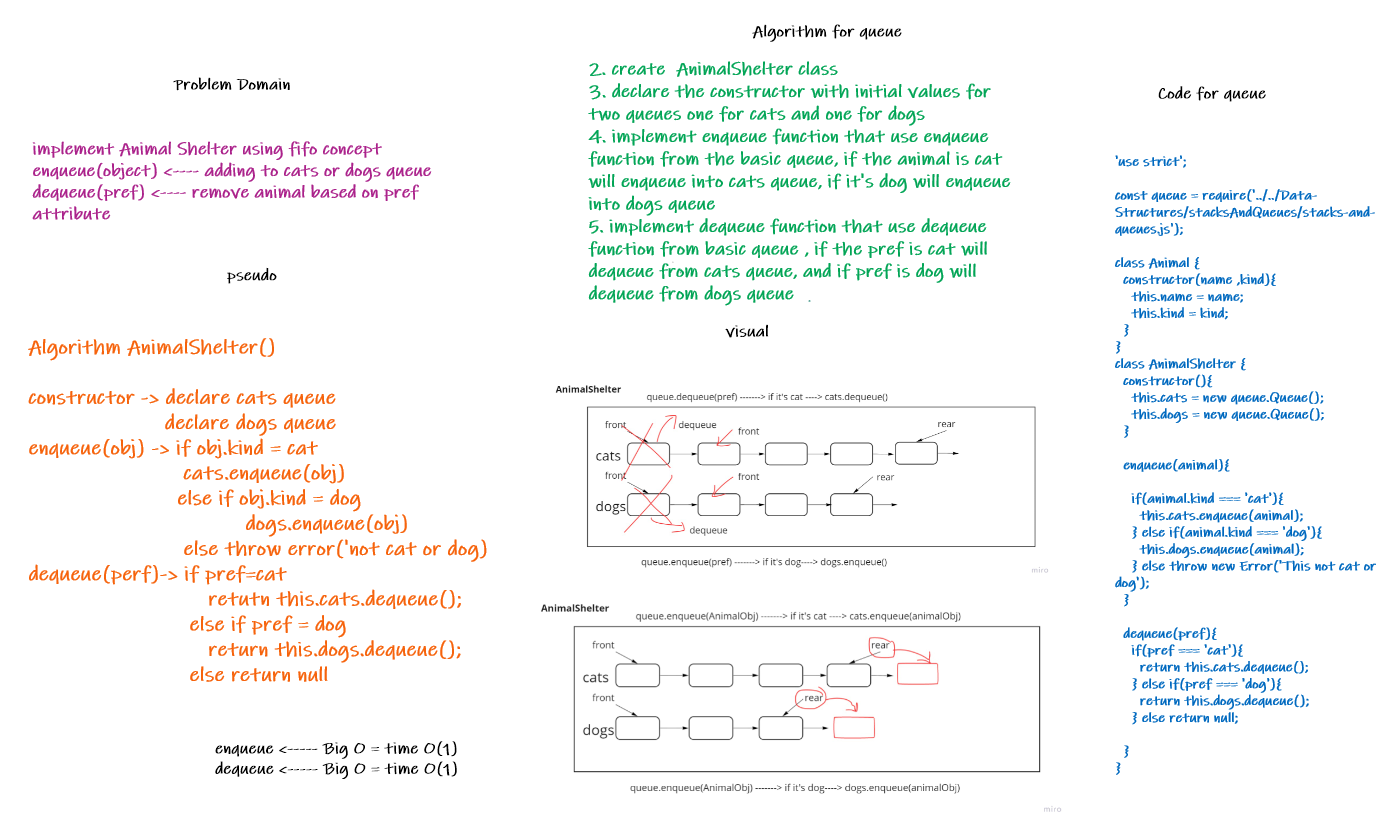 Problem Domain
implement Animal Shelter using fifo concept
enqueue(object) <---- adding to cats or dogs queue
dequeue(pref) <---- remove animal based on pref
attribute
pseudo
Algorithm AnimalShelter()
constructor -> declare cats queue
declare dogs queue
enqueue(obj) -> if obj.kind = cat
cats.enqueue(obj)
else if obj.kind = dog
dogs.enqueue(obj)
else throw error('not cat or dog)
dequeue(perf)-> if pref=cat
retutn this.cats.dequeue();
else if pref = dog
return this.dogs.dequeue();
else return null
enqueue <----- Big O = time O(1)
dequeue <----- Big O = time O(1)
Algorithm for queue
2. create AnimalShelter class
3. declare the constructor with initial values for
two queues one for cats and one for dogs
4. implement enqueue function that use enqueue
function from the basic queue, if the animal is cat
will enqueue into cats queue, if it's dog will enqueue
into dogs queue
5. implement dequeue function that use dequeue
function from basic queue , if the pref is cat will
dequeue from cats queue, and if pref is dog will
dequeue from dogs queue .
visual
AnimalShelter
queue.dequeue(pref) -------> if it's cat ----> cats.dequeue()
front
dequeue
front
rear
cats
front
front
rear
dogs
dequeue
queue.enqueue(pref) -------> if it's dog----> dogs.enqueue()
miro
AnimalShelter
queue.enqueue(AnimalObj) -------> if it's cat ----> cats.enqueue(animalObj)
front
rear
cats
front
rear
dogs
queue.enqueue(AnimalObj) -------> if it's dog----> dogs.enqueue(animalObj)
miro
Code for queue
'use strict';
const queue = require('../../Data-
Structures/stacksAndQueues/stacks-and-
queues.js');
class Animal {
constructor(name ,kind){
this.name = name;
this.kind = kind;
}
}
class AnimalShelter {
constructor(){
this.cats = new queue.Queue();
this.dogs = new queue.Queue();
}
enqueue(animal){
if(animal.kind === 'cat'){
this.cats.enqueue(animal);
} else if(animal.kind === 'dog'){
this.dogs.enqueue(animal);
} else throw new Error('This not cat or
dog');
}
dequeue(pref){
if(pref === 'cat'){
return this.cats.dequeue();
} else if(pref === 'dog'){
return this.dogs.dequeue();
} else return null;
}
}